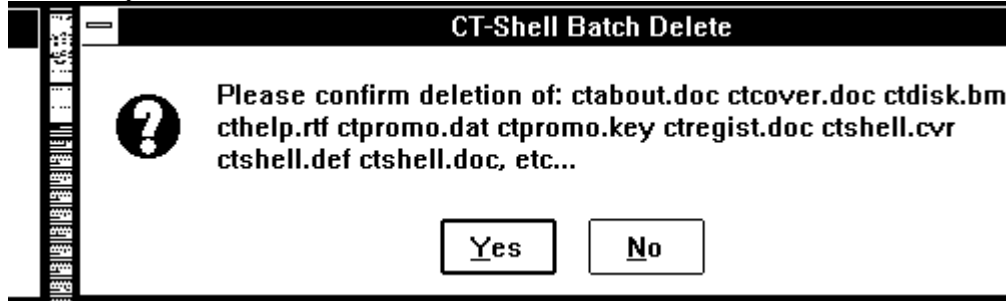 CT-Shell Batch Delete
Please confirm deletion of: ctabout.doc ctcover.doc ctdisk.bm
cthelp.rtf ctpromo.dat ctpromo.key ctregist.doc ctshell.cvr
ctshell.def ctshell.doc, etc...
Yes No